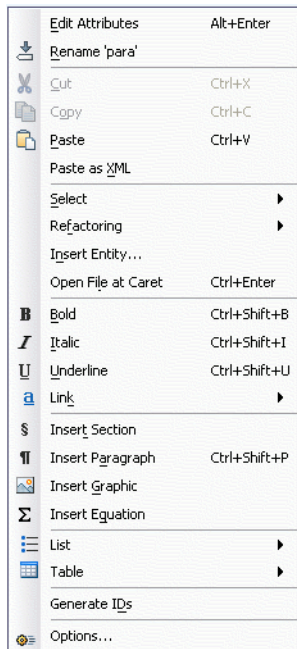 Edit Attributes Alt+Enter
Rename 'para'
Cut Ctrl+X
Copy Ctrl+C
Paste Ctrl+V
Paste as XML
Select
Refactoring
Insert Entity...
Open File at Caret Ctrl+Enter
B Bold Ctrl+Shift+B
I Italic Ctrl+Shift+I
U Underline Ctrl+Shift+U
a Link
§ Insert Section
¶ Insert Paragraph Ctrl+Shift+P
Insert Graphic
Σ Insert Equation
List
Table
Generate IDs
Options...